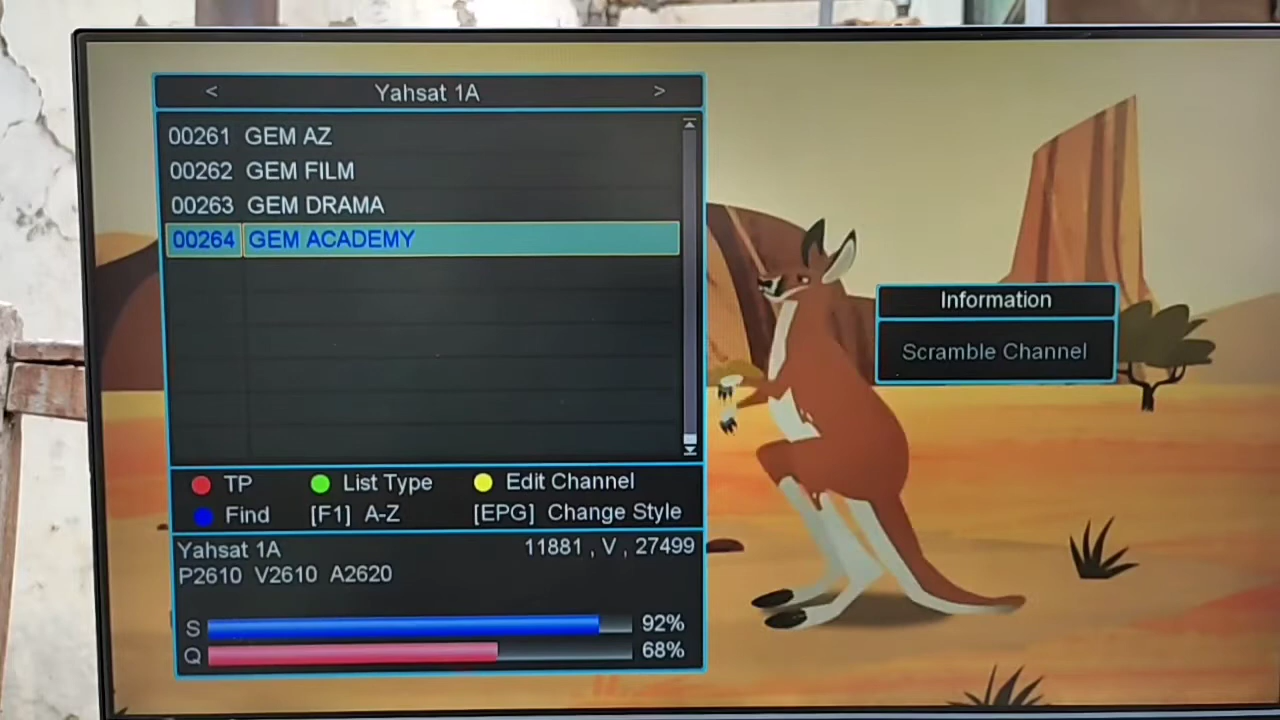 < Yahsat 1A >
00261 GEM AZ
00262 GEM FILM
00263 GEM DRAMA
00264 GEM ACADEMY
TP List Type Edit Channel
Find [F1] A-Z [EPG] Change Style
Yahsat 1A 11881 , V , 27499
P2610 V2610 A2620
S 92%
Q 68%
Information
Scramble Channel